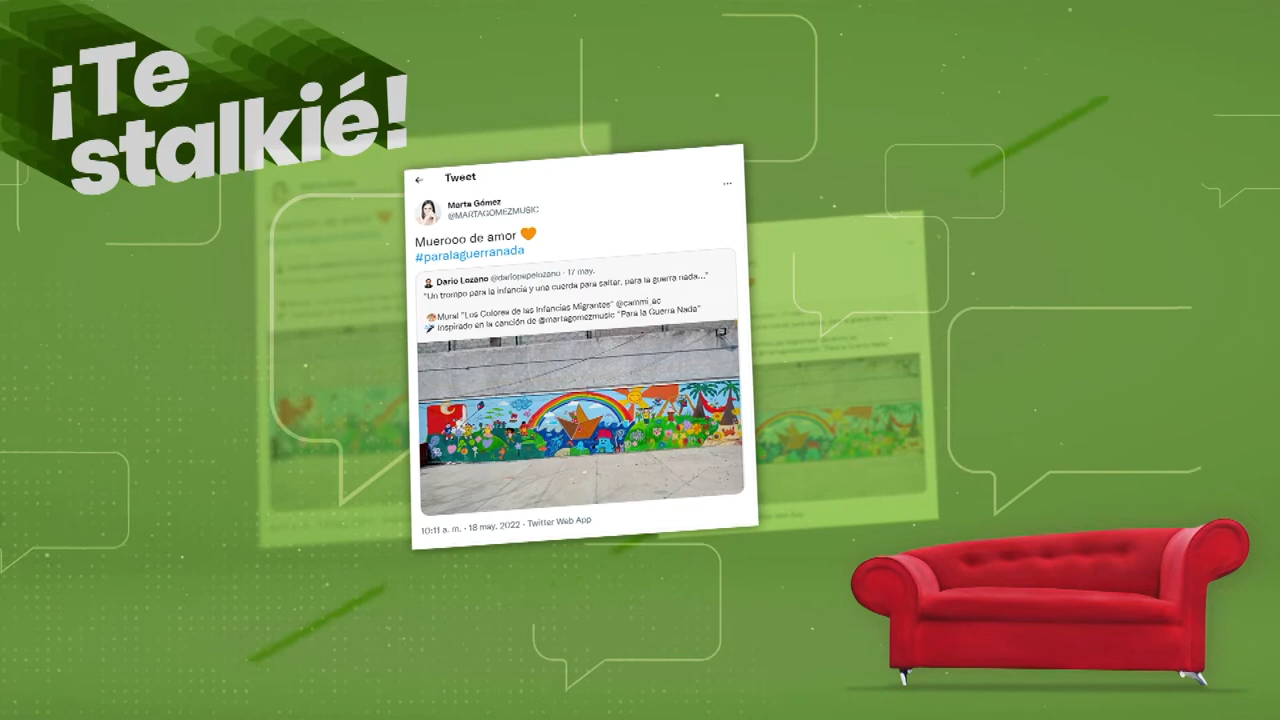 ¡Te
stalkié!
Tweet
Marta Gómez
@MARTAGOMEZMUSIC
Muerooo de amor 🧡
#paralaguerranada
Dario Lozano @dariopapelozano · 17 may.
"Un trompo para la infancia y una cuerda para saltar, para la guerra nada..."
Mural "Los Colores de las Infancias Migrantes" @cammi_ac
inspirado en la canción de @martagomezmusic "Para la Guerra Nada"
10:11 a. m. · 18 may. 2022 · Twitter Web App